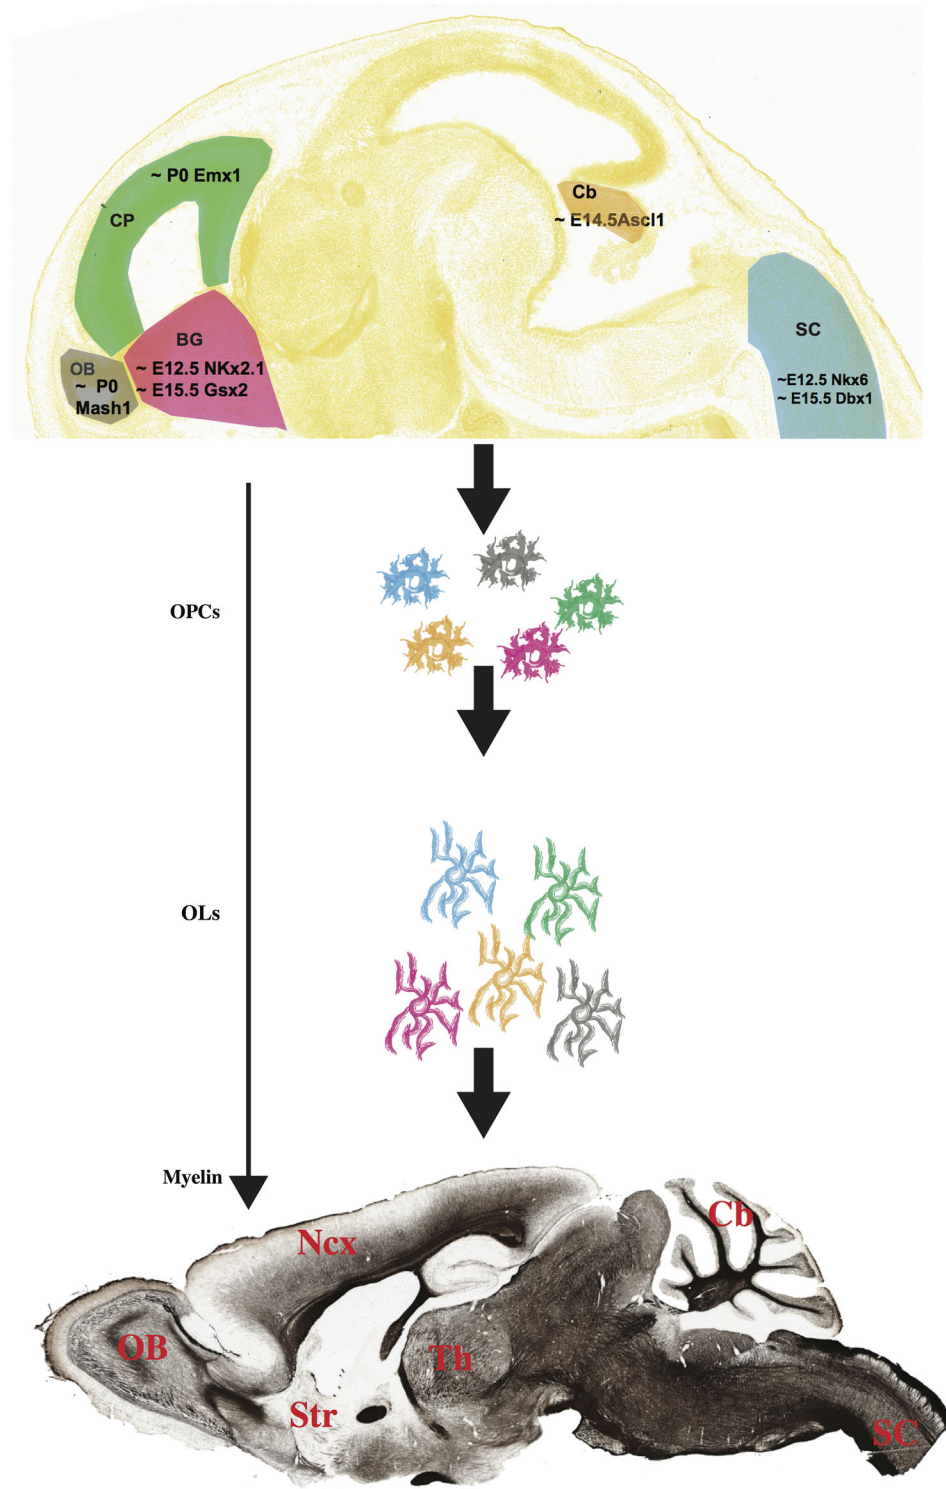 ~ P0 Emx1
CP
Cb
~ E14.5Ascl1
BG
~ E12.5 NKx2.1
~ E15.5 Gsx2
OB
~ P0
Mash1
SC
~E12.5 Nkx6
~ E15.5 Dbx1
OPCs
OLs
Myelin
Ncx
Cb
OB
Th
Str
SC